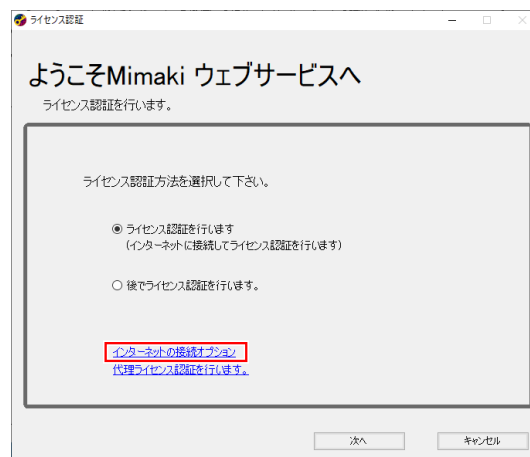 ライセンス認証
ようこそMimaki ウェブサービスへ
ライセンス認証を行います。
ライセンス認証方法を選択して下さい。
ライセンス認証を行います
(インターネットに接続してライセンス認証を行います)
後でライセンス認証を行います。
インターネットの接続オプション
代理ライセンス認証を行います。
次へ
キャンセル